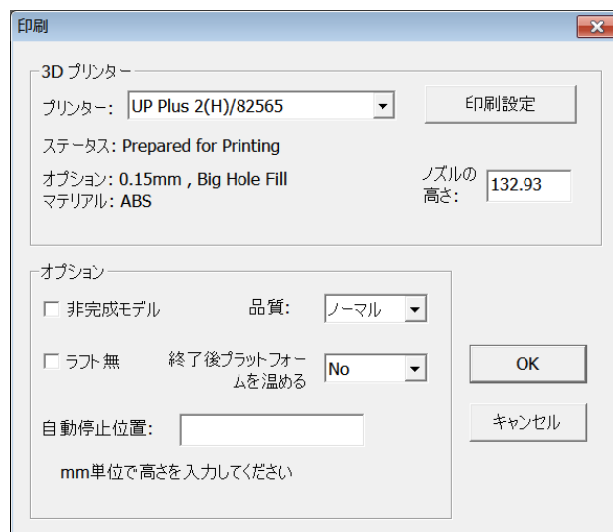 印刷
3D プリンター
プリンター: UP Plus 2(H)/82565
印刷設定
ステータス: Prepared for Printing
オプション: 0.15mm , Big Hole Fill
マテリアル: ABS
ノズルの
高さ: 132.93
オプション
非完成モデル
品質: ノーマル
ラフト無
終了後プラットフォー
ムを温める No
OK
自動停止位置:
キャンセル
mm単位で高さを入力してください